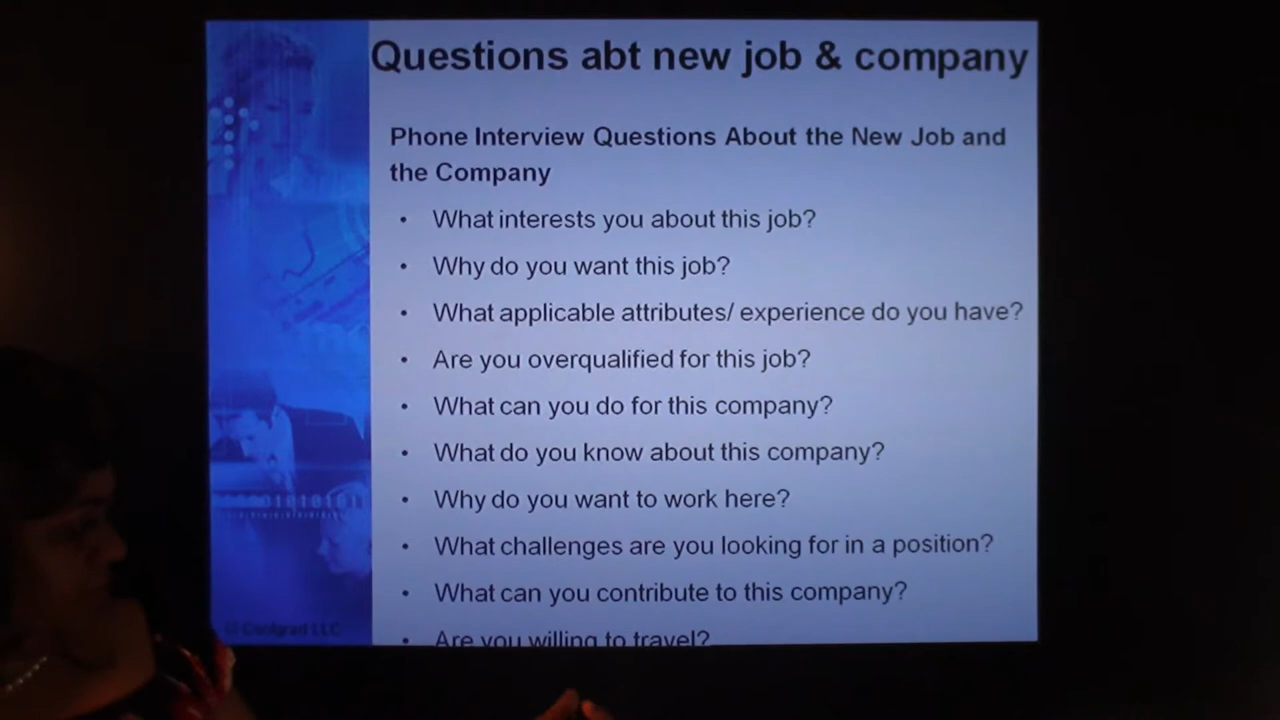 Questions abt new job & company
Phone Interview Questions About the New Job and
the Company
• What interests you about this job?
• Why do you want this job?
• What applicable attributes/ experience do you have?
• Are you overqualified for this job?
• What can you do for this company?
• What do you know about this company?
• Why do you want to work here?
• What challenges are you looking for in a position?
• What can you contribute to this company?
• Are you willing to travel?
Coolgrad LLC